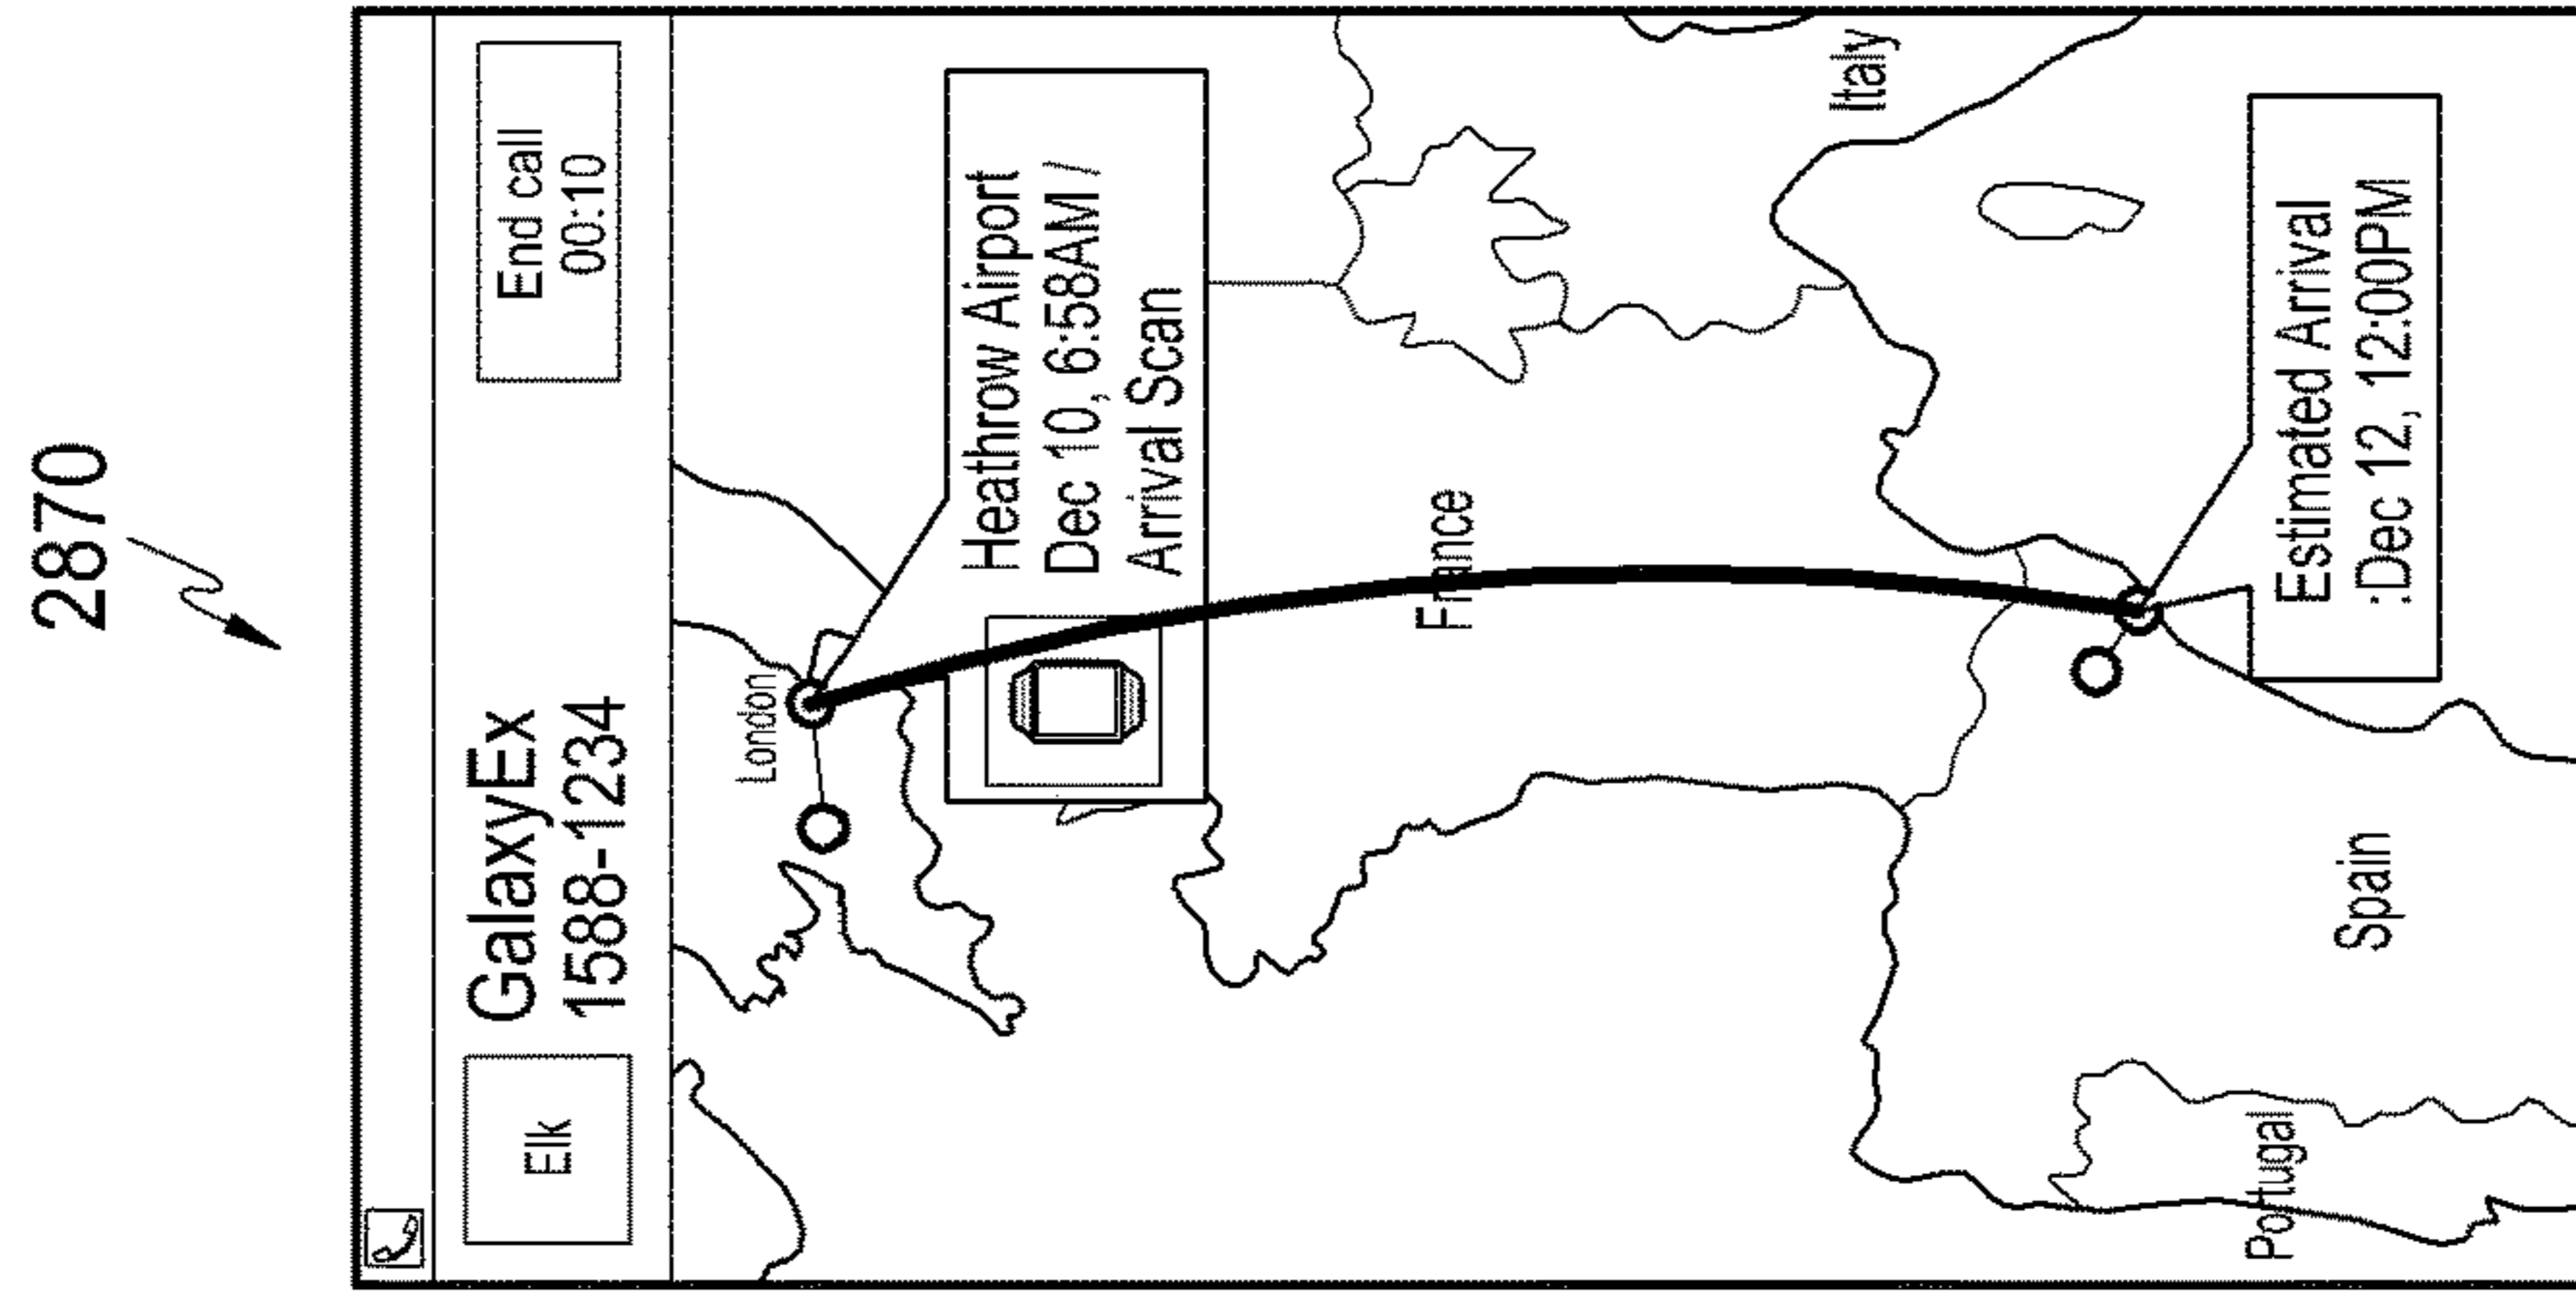 2870
Elk
GalaxyEx
1588-1234
End call
00:10
London
Heathrow Airport
Dec 10, 6:58AM /
Arrival Scan
France
Italy
Estimated Arrival
:Dec 12, 12:00PM
Spain
Portugal